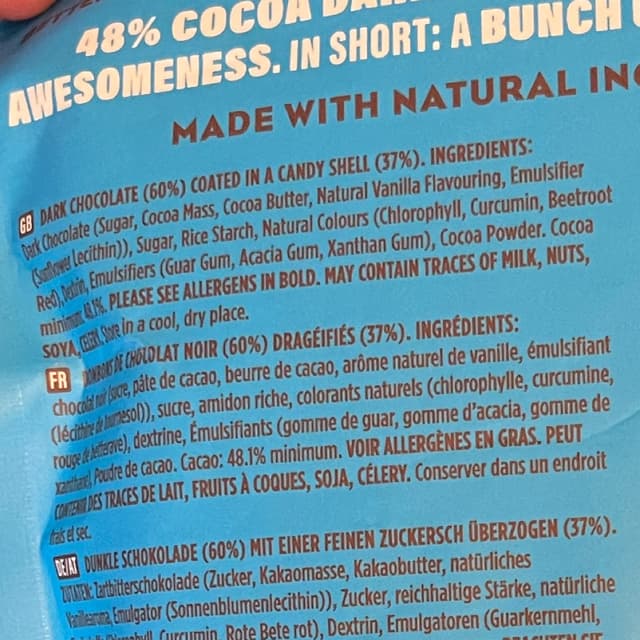 48% COCOA
AWESOMENESS. IN SHORT: A BUNCH
MADE WITH NATURAL
GB DARK CHOCOLATE (60%) COATED IN A CANDY SHELL (37%). INGREDIENTS:
Dark Chocolate (Sugar, Cocoa Mass, Cocoa Butter, Natural Vanilla Flavouring, Emulsifier
(Sunflower Lecithin)), Sugar, Rice Starch, Natural Colours (Chlorophyll, Curcumin, Beetroot
Red), Dextrin, Emulsifiers (Guar Gum, Acacia Gum, Xanthan Gum), Cocoa Powder. Cocoa
minimum 48.1%. PLEASE SEE ALLERGENS IN BOLD. MAY CONTAIN TRACES OF MILK, NUTS,
SOYA, CELERY. Store in a cool, dry place.
FR BONBONS DE CHOLOLAT NOIR (60%) DRAGÉIFIÉS (37%). INGRÉDIENTS:
chocolat noir (sucre, pâte de cacao, beurre de cacao, arôme naturel de vanille, émulsifiant
(lécithine de tournesol)), sucre, amidon riche, colorants naturels (chlorophylle, curcumine,
rouge de betterave), dextrine, Émulsifiants (gomme de guar, gomme d'acacia, gomme de
xanthane), Poudre de cacao. Cacao: 48.1% minimum. VOIR ALLERGÈNES EN GRAS. PEUT
CONTENIR DES TRACES DE LAIT, FRUITS À COQUES, SOJA, CÉLERY. Conserver dans un endroit
frais et sec.
DE/AT DUNKLE SCHOKOLADE (60%) MIT EINER FEINEN ZUCKERSCH ÜBERZOGEN (37%).
ZUTATEN: Zartbitterschokolade (Zucker, Kakaomasse, Kakaobutter, natürliches
Vanillearoma, Emulgator (Sonnenblumenlecithin)), Zucker, reichhaltige Stärke, natürliche
Curcumin, Rote Bete rot), Dextrin, Emulgatoren (Guarkernmehl,